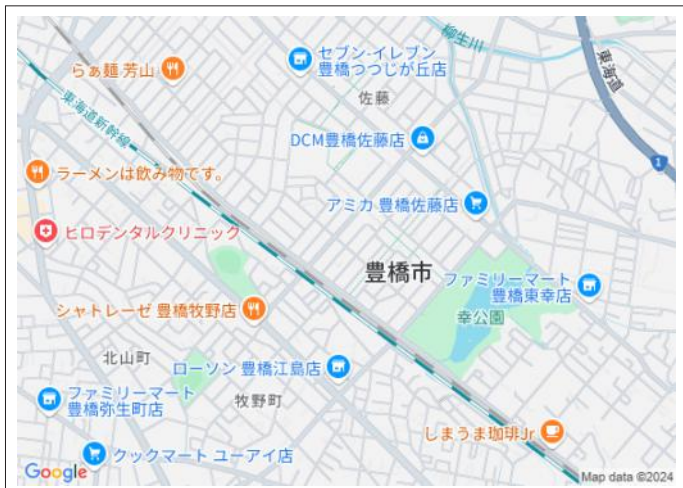 セブン-イレブン
豊橋つつじが丘店
柳生川
東海道
らぁ麺 芳山
佐藤
東海道新幹線
DCM豊橋佐藤店
1
ラーメンは飲み物です。
アミカ 豊橋佐藤店
ヒロデンタルクリニック
豊橋市
ファミリーマート
豊橋東幸店
シャトレーゼ 豊橋牧野店
幸公園
北山町
ローソン 豊橋江島店
ファミリーマート
豊橋弥生町店
牧野町
しまうま珈琲Jr
クックマート ユーアイ店
Google
Map data ©2024